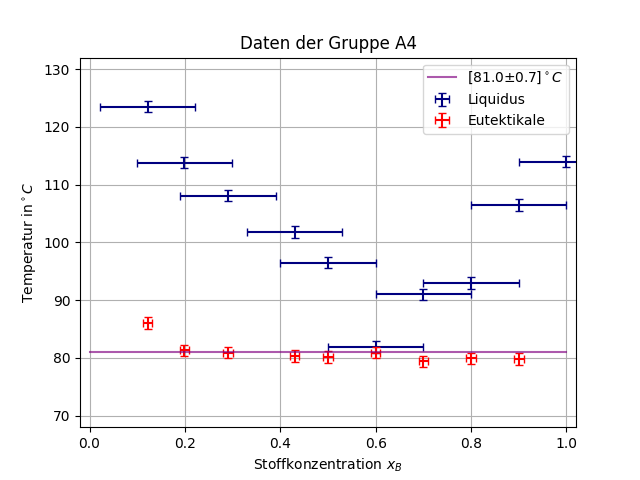 Daten der Gruppe A4
[81.0±0.7]°C
Liquidus
Eutektikale
Temperatur in°C
130
120
110
100
90
80
70
0.0 0.2 0.4 0.6 0.8 1.0
Stoffkonzentration x_B